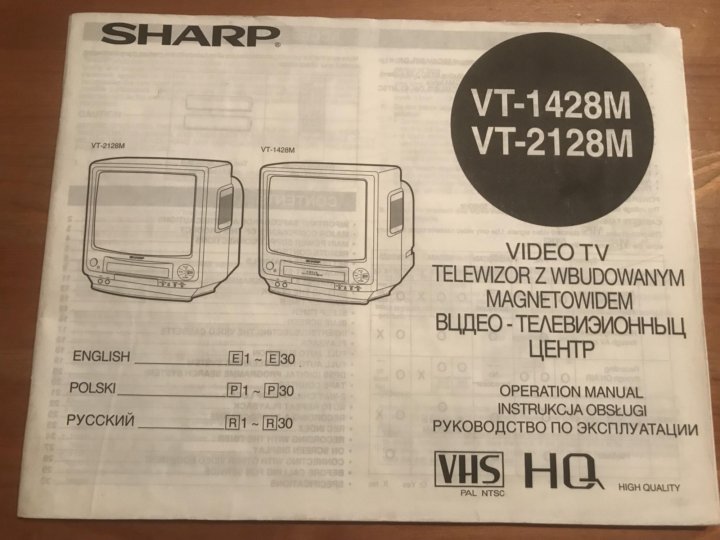 SHARP®
VT-1428M
VT-2128M
VT-2128M
VT-1428M
SHARP
SHARP
VIDEO TV
TELEWIZOR Z WBUDOWANYM
MAGNETOWIDEM
ВЦДЕО - ТЕЛЕВИЭИОННЫЦ
ЦЕНТР
ENGLISH E1 ~ E30
POLSKI P1 ~ P30
РУССКИЙ R1 ~ R30
OPERATION MANUAL
INSTRUKCJA OBSŁUGI
РУКОВОДСТВО ПО ЭКСПЛУАТАЦИИ
VHS HQ HIGH QUALITY
PAL NTSC